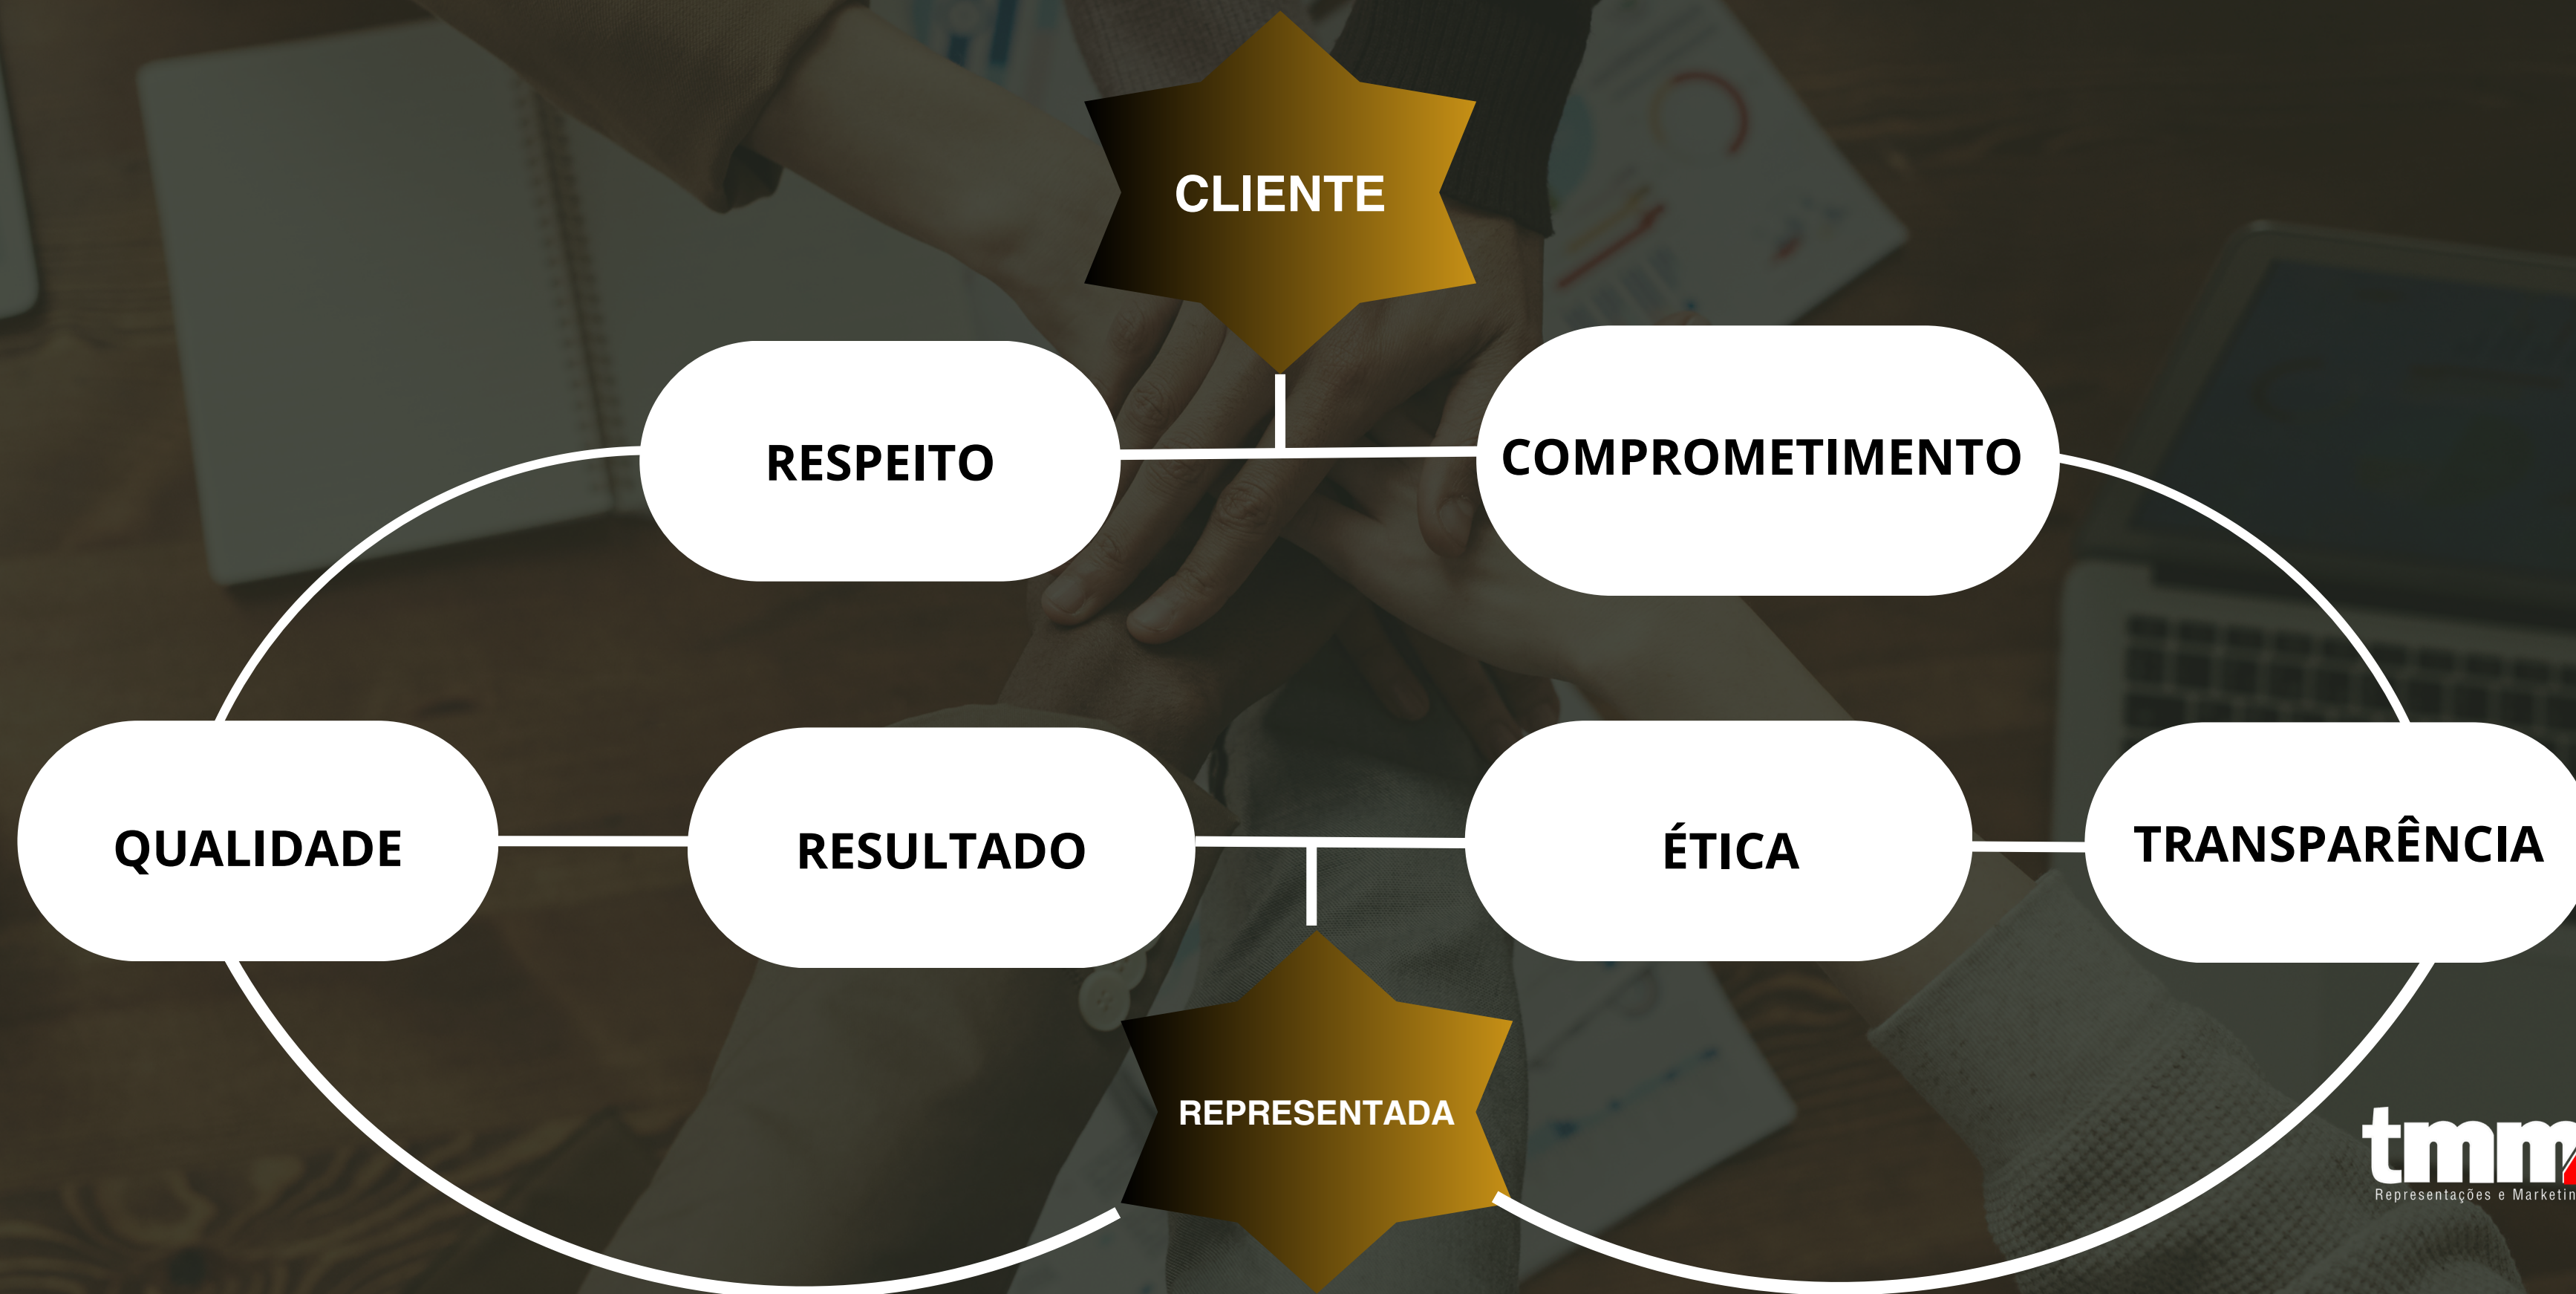 CLIENTE
RESPEITO
COMPROMETIMENTO
QUALIDADE
RESULTADO
ÉTICA
TRANSPARÊNCIA
REPRESENTADA
tmm
Representações e Marketin